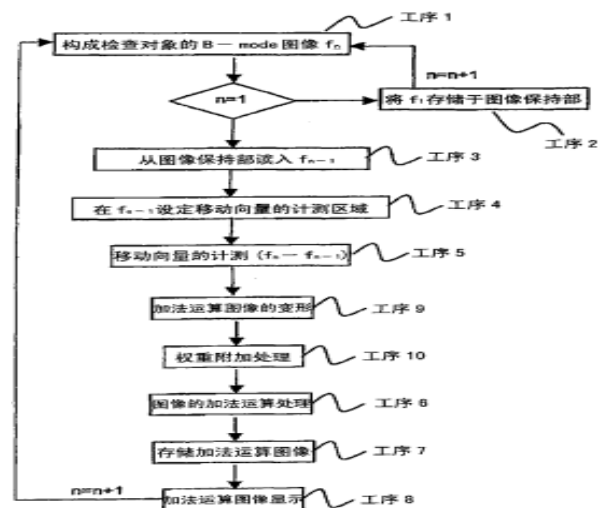 工序 1
构成检查对象的 B-mode 图像 fn
n=n+1
n=1
将 f1 存储于图像保持部
工序 2
从图像保持部读入 fn-1
工序 3
在 fn-1 设定移动向量的计测区域
工序 4
移动向量的计测 (fn-fn-1)
工序 5
加法运算图像的变形
工序 9
权重附加处理
工序 10
图像的加法运算处理
工序 6
存储加法运算图像
工序 7
n=n+1
加法运算图像显示
工序 8